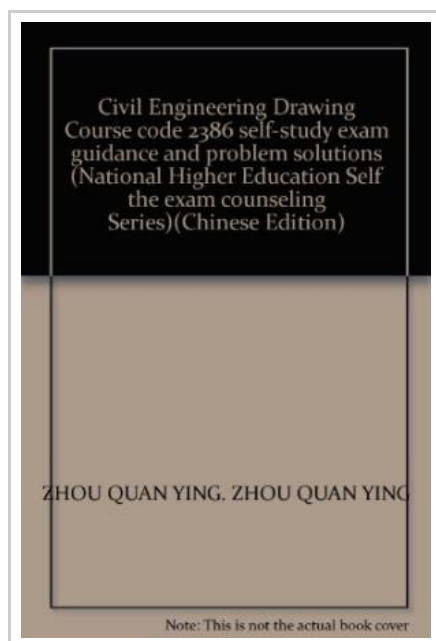 Civil Engineering Drawing
Course code 2386 self-study exam
guidance and problem solutions
(National Higher Education Self
the exam counseling
Series)(Chinese Edition)
ZHOU QUAN YING. ZHOU QUAN YING
Note: This is not the actual book cover